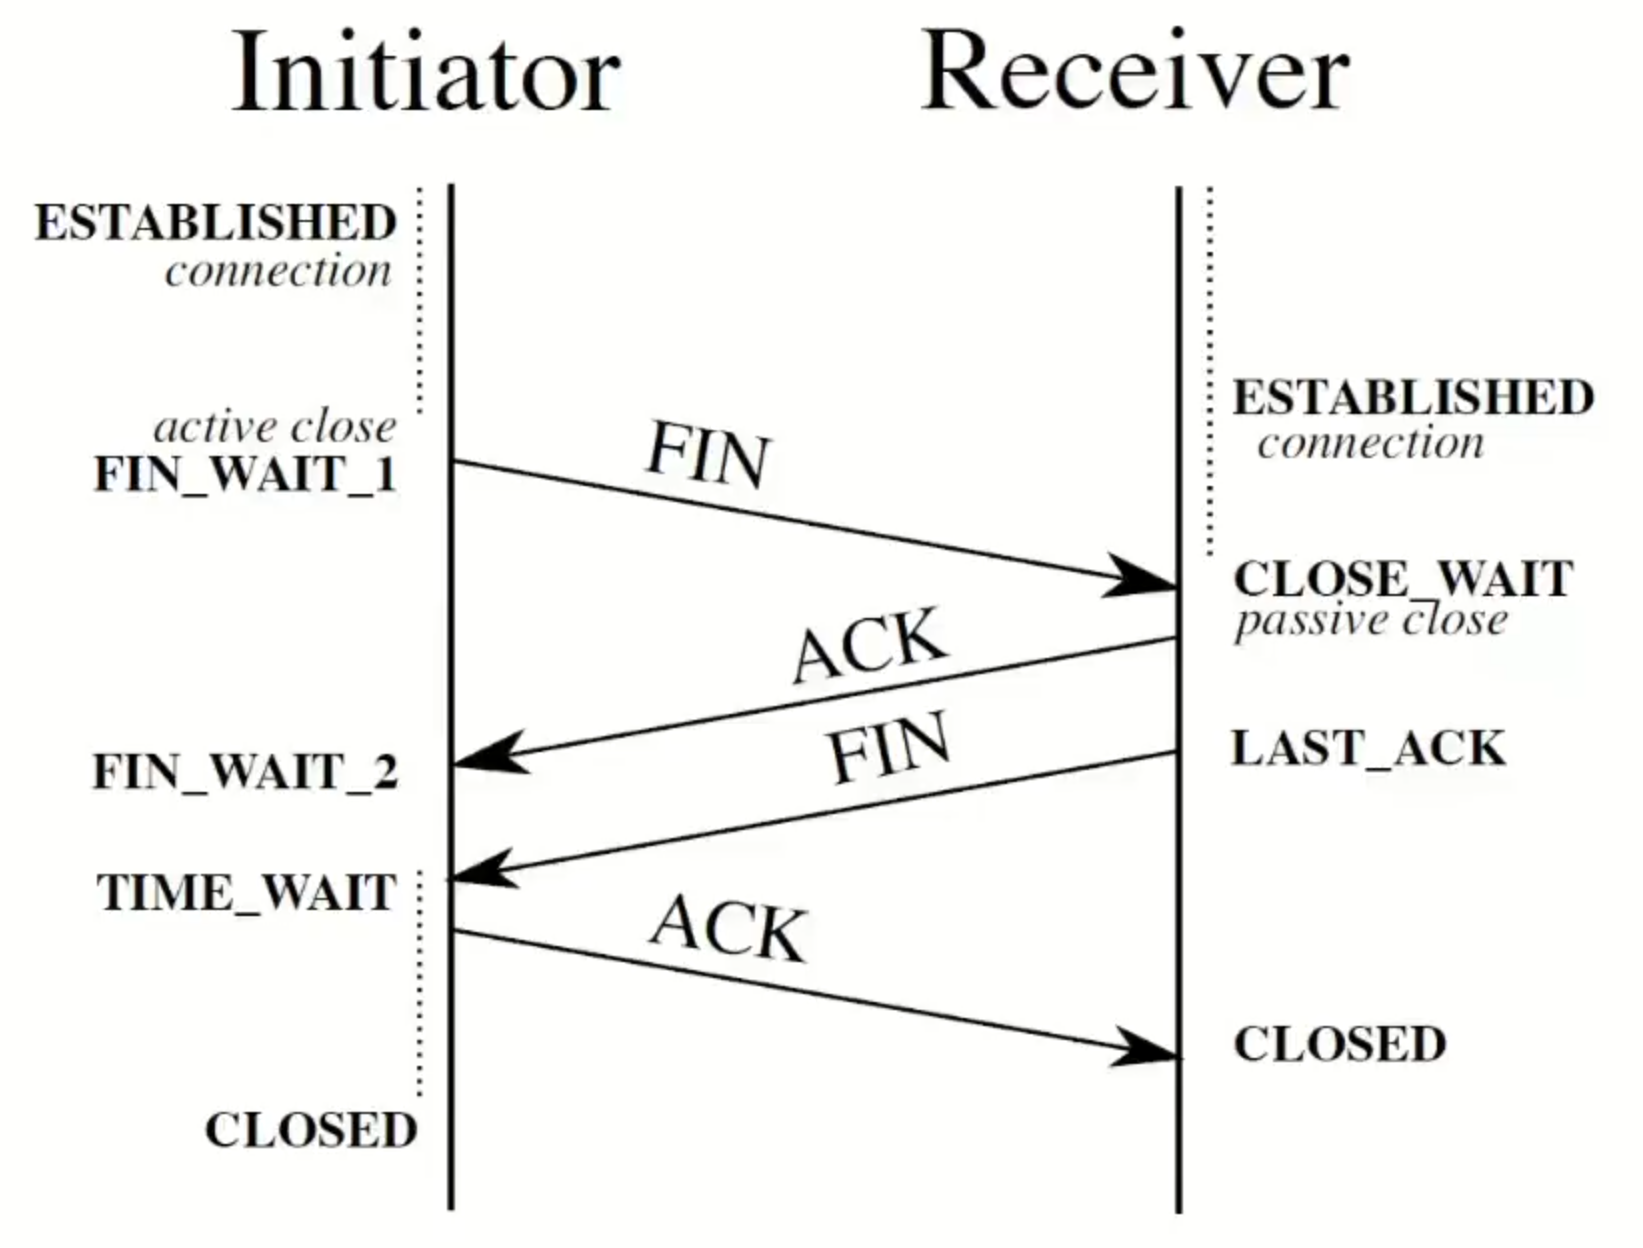 Initiator
Receiver
ESTABLISHED
connection
ESTABLISHED
connection
active close
FIN_WAIT_1
FIN
CLOSE_WAIT
passive close
ACK
FIN
LAST_ACK
FIN_WAIT_2
TIME_WAIT
ACK
CLOSED
CLOSED